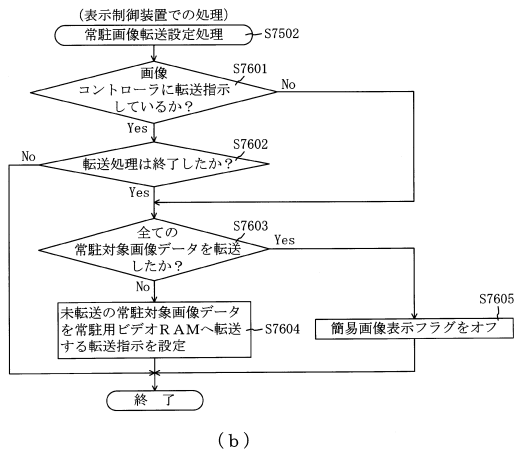 (表示制御装置での処理)
常駐画像転送設定処理
S7502
画像
コントローラに転送指示
しているか?
S7601
No
Yes
転送処理は終了したか?
S7602
No
Yes
全ての
常駐対象画像データを転送
したか?
S7603
Yes
No
未転送の常駐対象画像データ
を常駐用ビデオRAMへ転送
する転送指示を設定
S7604
簡易画像表示フラグをオフ
S7605
終 了
(b)